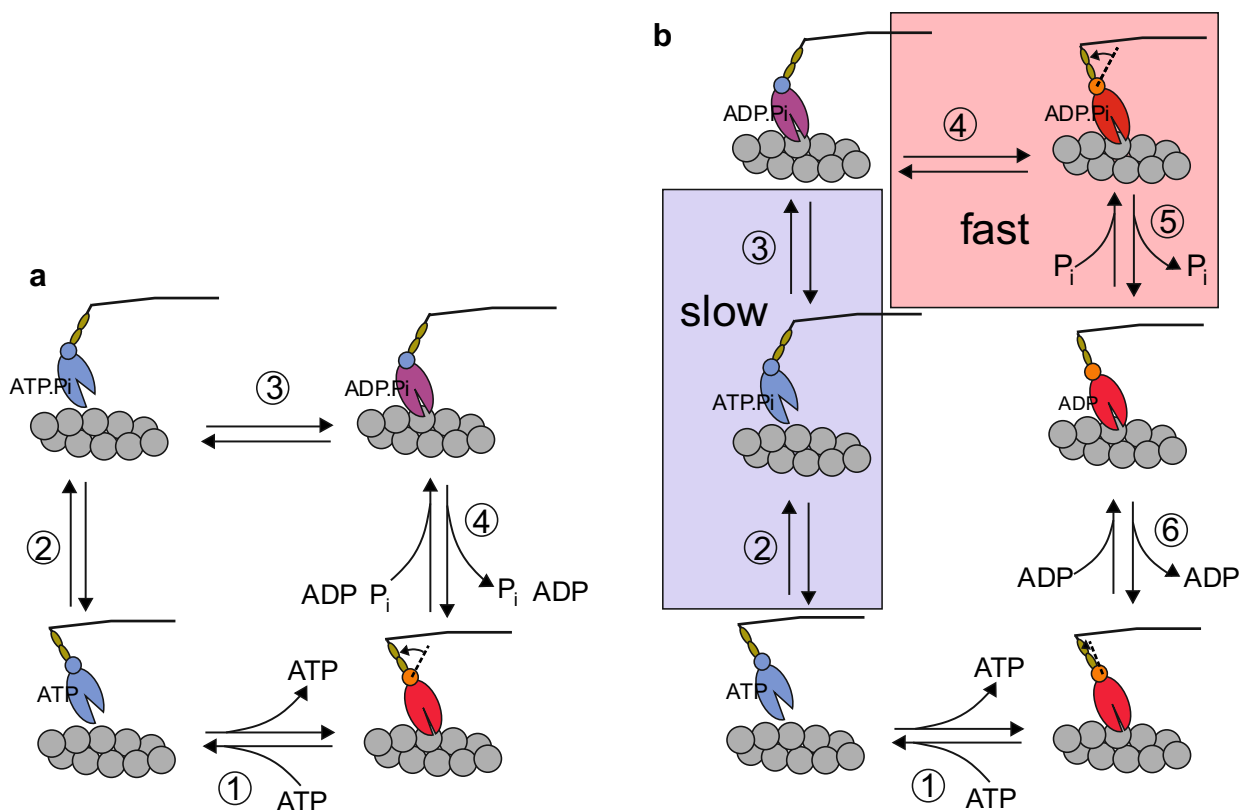 a
ATP.Pi
③
ADP.Pi
②
④
ADP Pi
Pi ADP
ATP
ATP
①
ATP
b
ADP.Pi
④
ADP.Pi
fast
③
⑤
Pi
Pi
slow
ATP.Pi
ADP
②
⑥
ADP
ADP
ATP
ATP
①
ATP